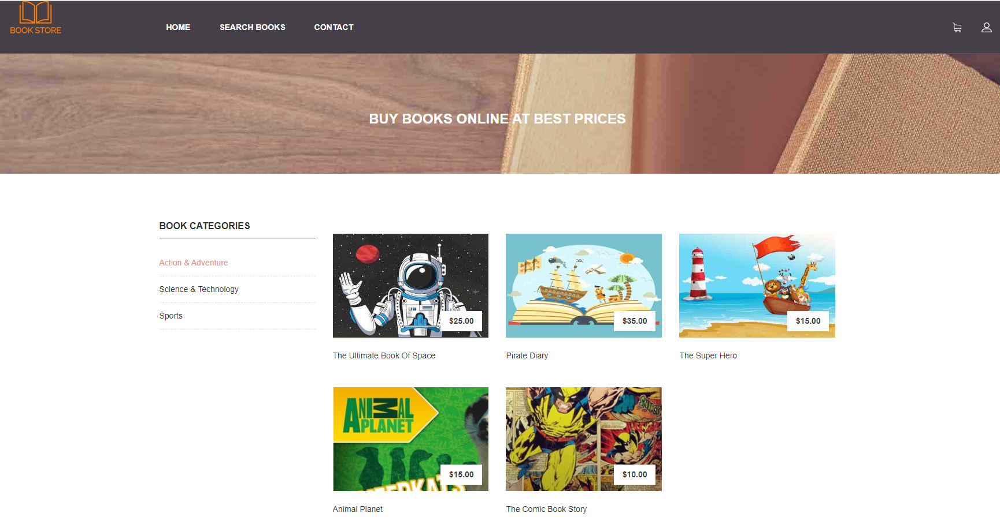 BOOK STORE
HOME
SEARCH BOOKS
CONTACT
BUY BOOKS ONLINE AT BEST PRICES
BOOK CATEGORIES
Action & Adventure
Science & Technology
Sports
$25.00
$35.00
$15.00
The Ultimate Book Of Space
Pirate Diary
The Super Hero
ANIMAL
PLANET
$15.00
$10.00
Animal Planet
The Comic Book Story